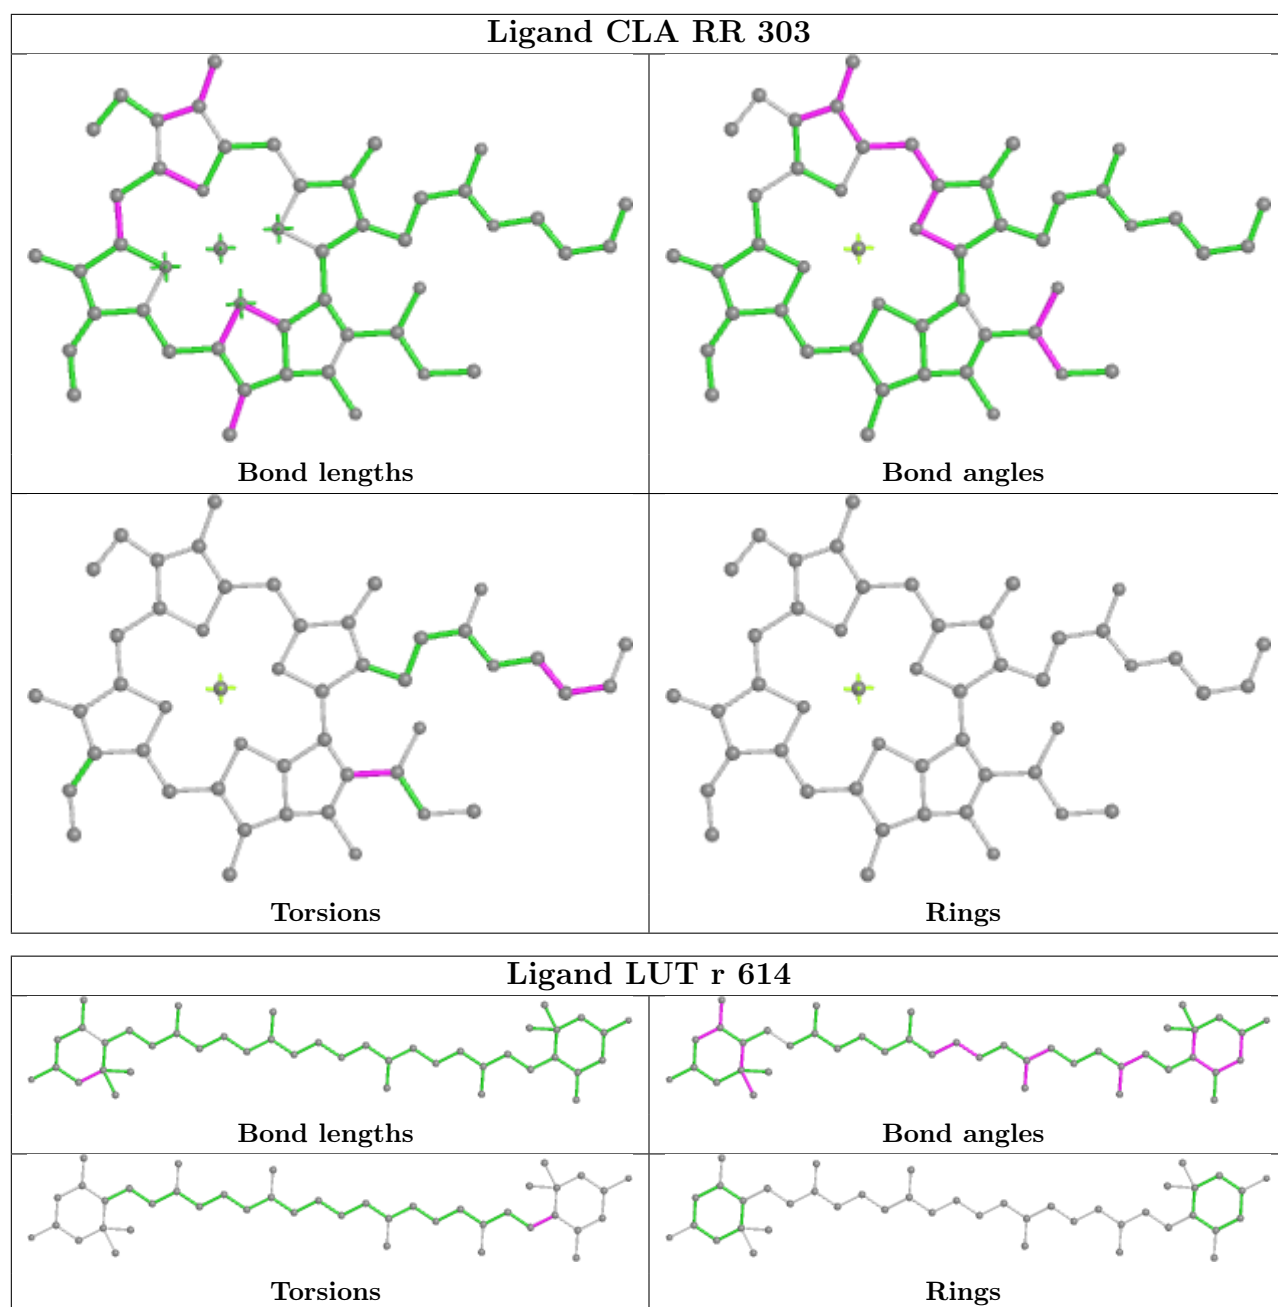 Ligand CLA RR 303
Bond lengths
Bond angles
Torsions
Rings
Ligand LUT r 614
Bond lengths
Bond angles
Torsions
Rings